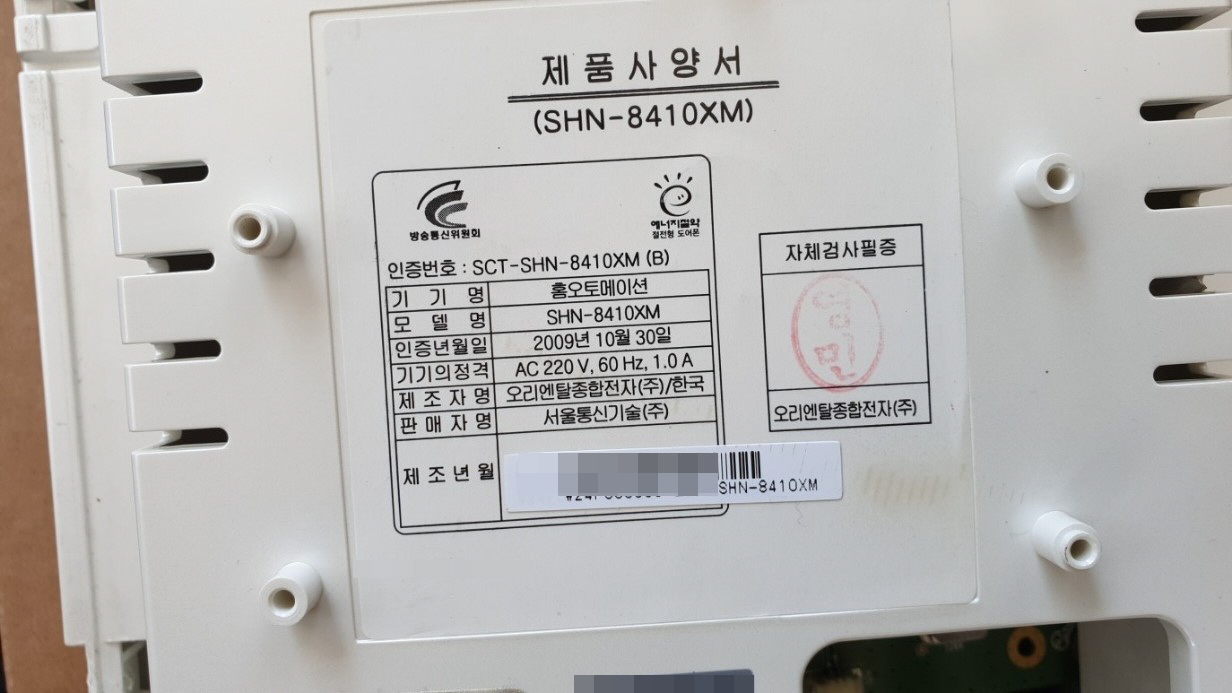 제품사양서
(SHN-8410XM)
방송통신위원회
에너지절약
절전형 도어폰
인증번호 : SCT-SHN-8410XM (B)
기기명 홈오토메이션
모델명 SHN-8410XM
인증년월일 2009년 10월 30일
기기의정격 AC 220 V, 60 Hz, 1.0 A
제조자명 오리엔탈종합전자(주)/한국
판매자명 서울통신기술(주)
제조년월
SHN-8410XM
자체검사필증
영민
오리엔탈종합전자(주)